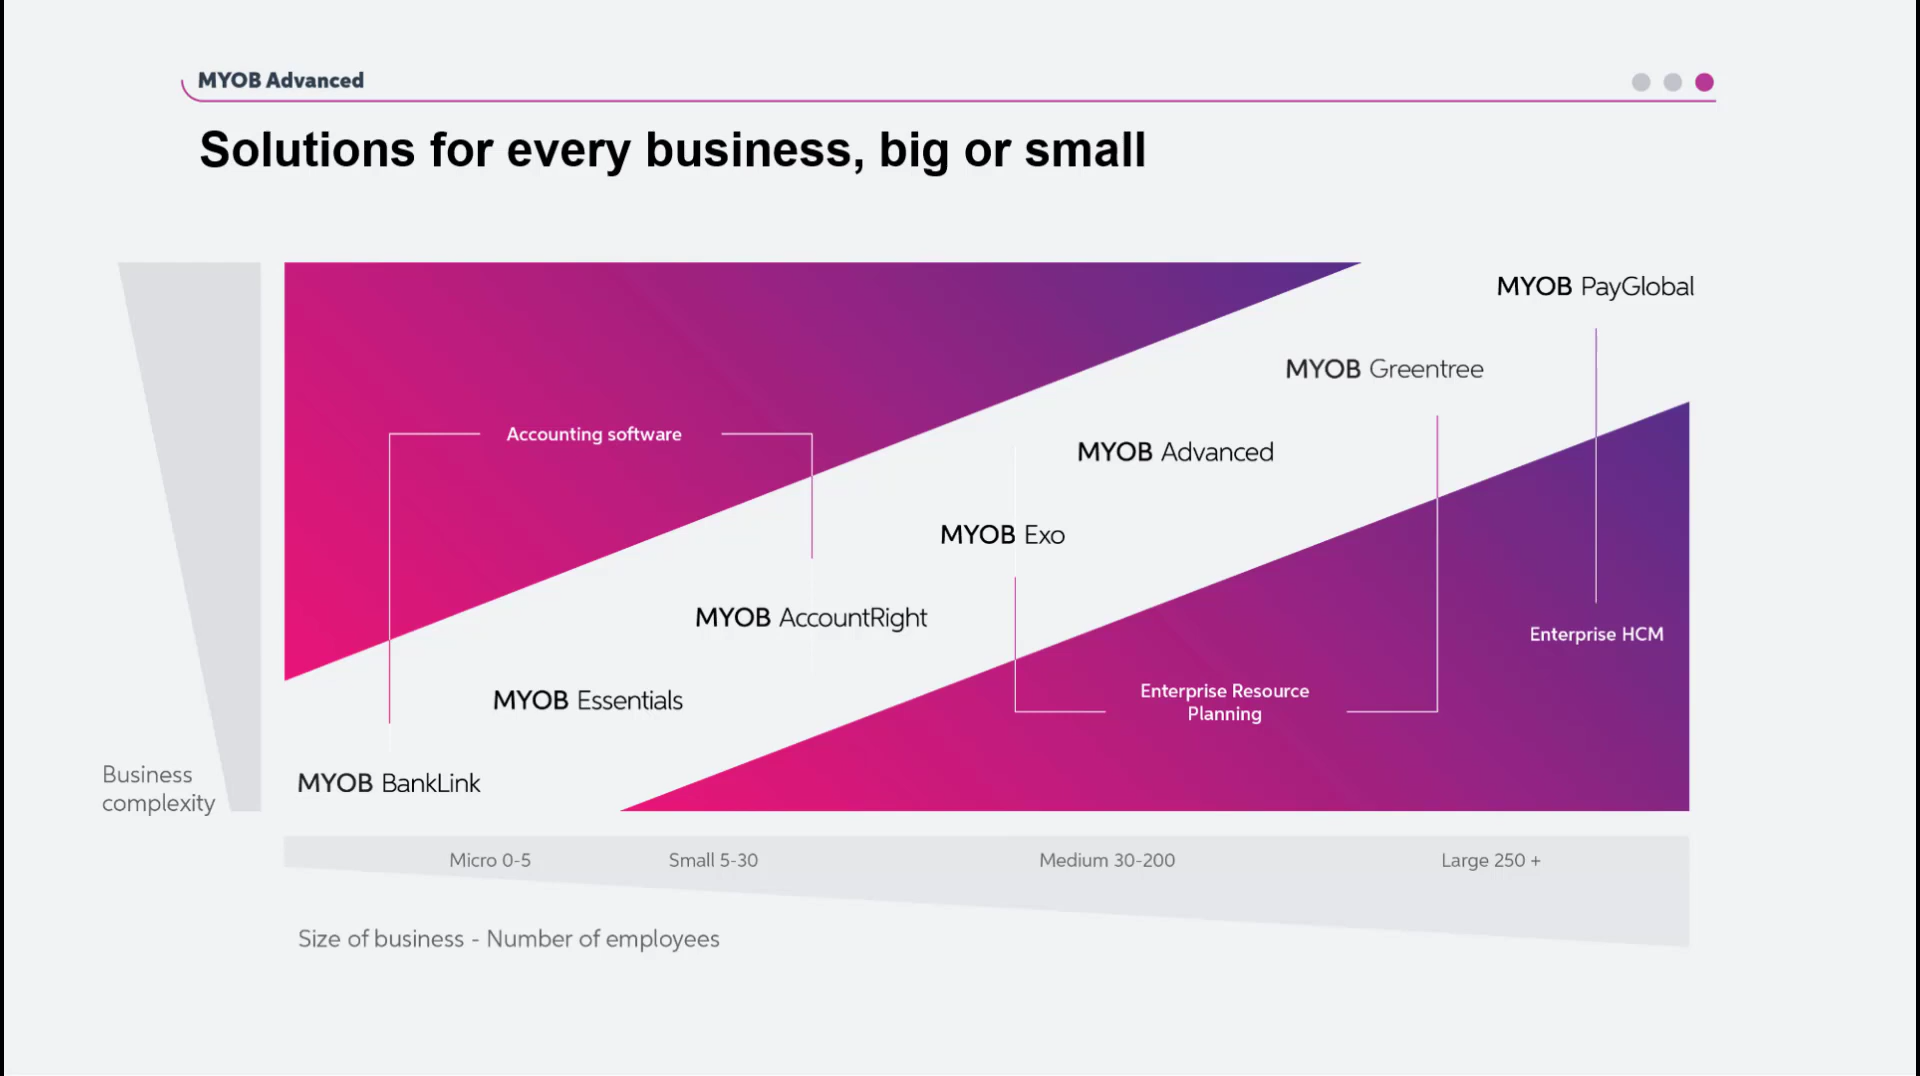 MYOB Advanced
Solutions for every business, big or small
MYOB PayGlobal
MYOB Greentree
Accounting software
MYOB Advanced
MYOB Exo
MYOB AccountRight
Enterprise HCM
MYOB Essentials
Enterprise Resource
Planning
MYOB BankLink
Business
complexity
Micro 0-5
Small 5-30
Medium 30-200
Large 250 +
Size of business - Number of employees